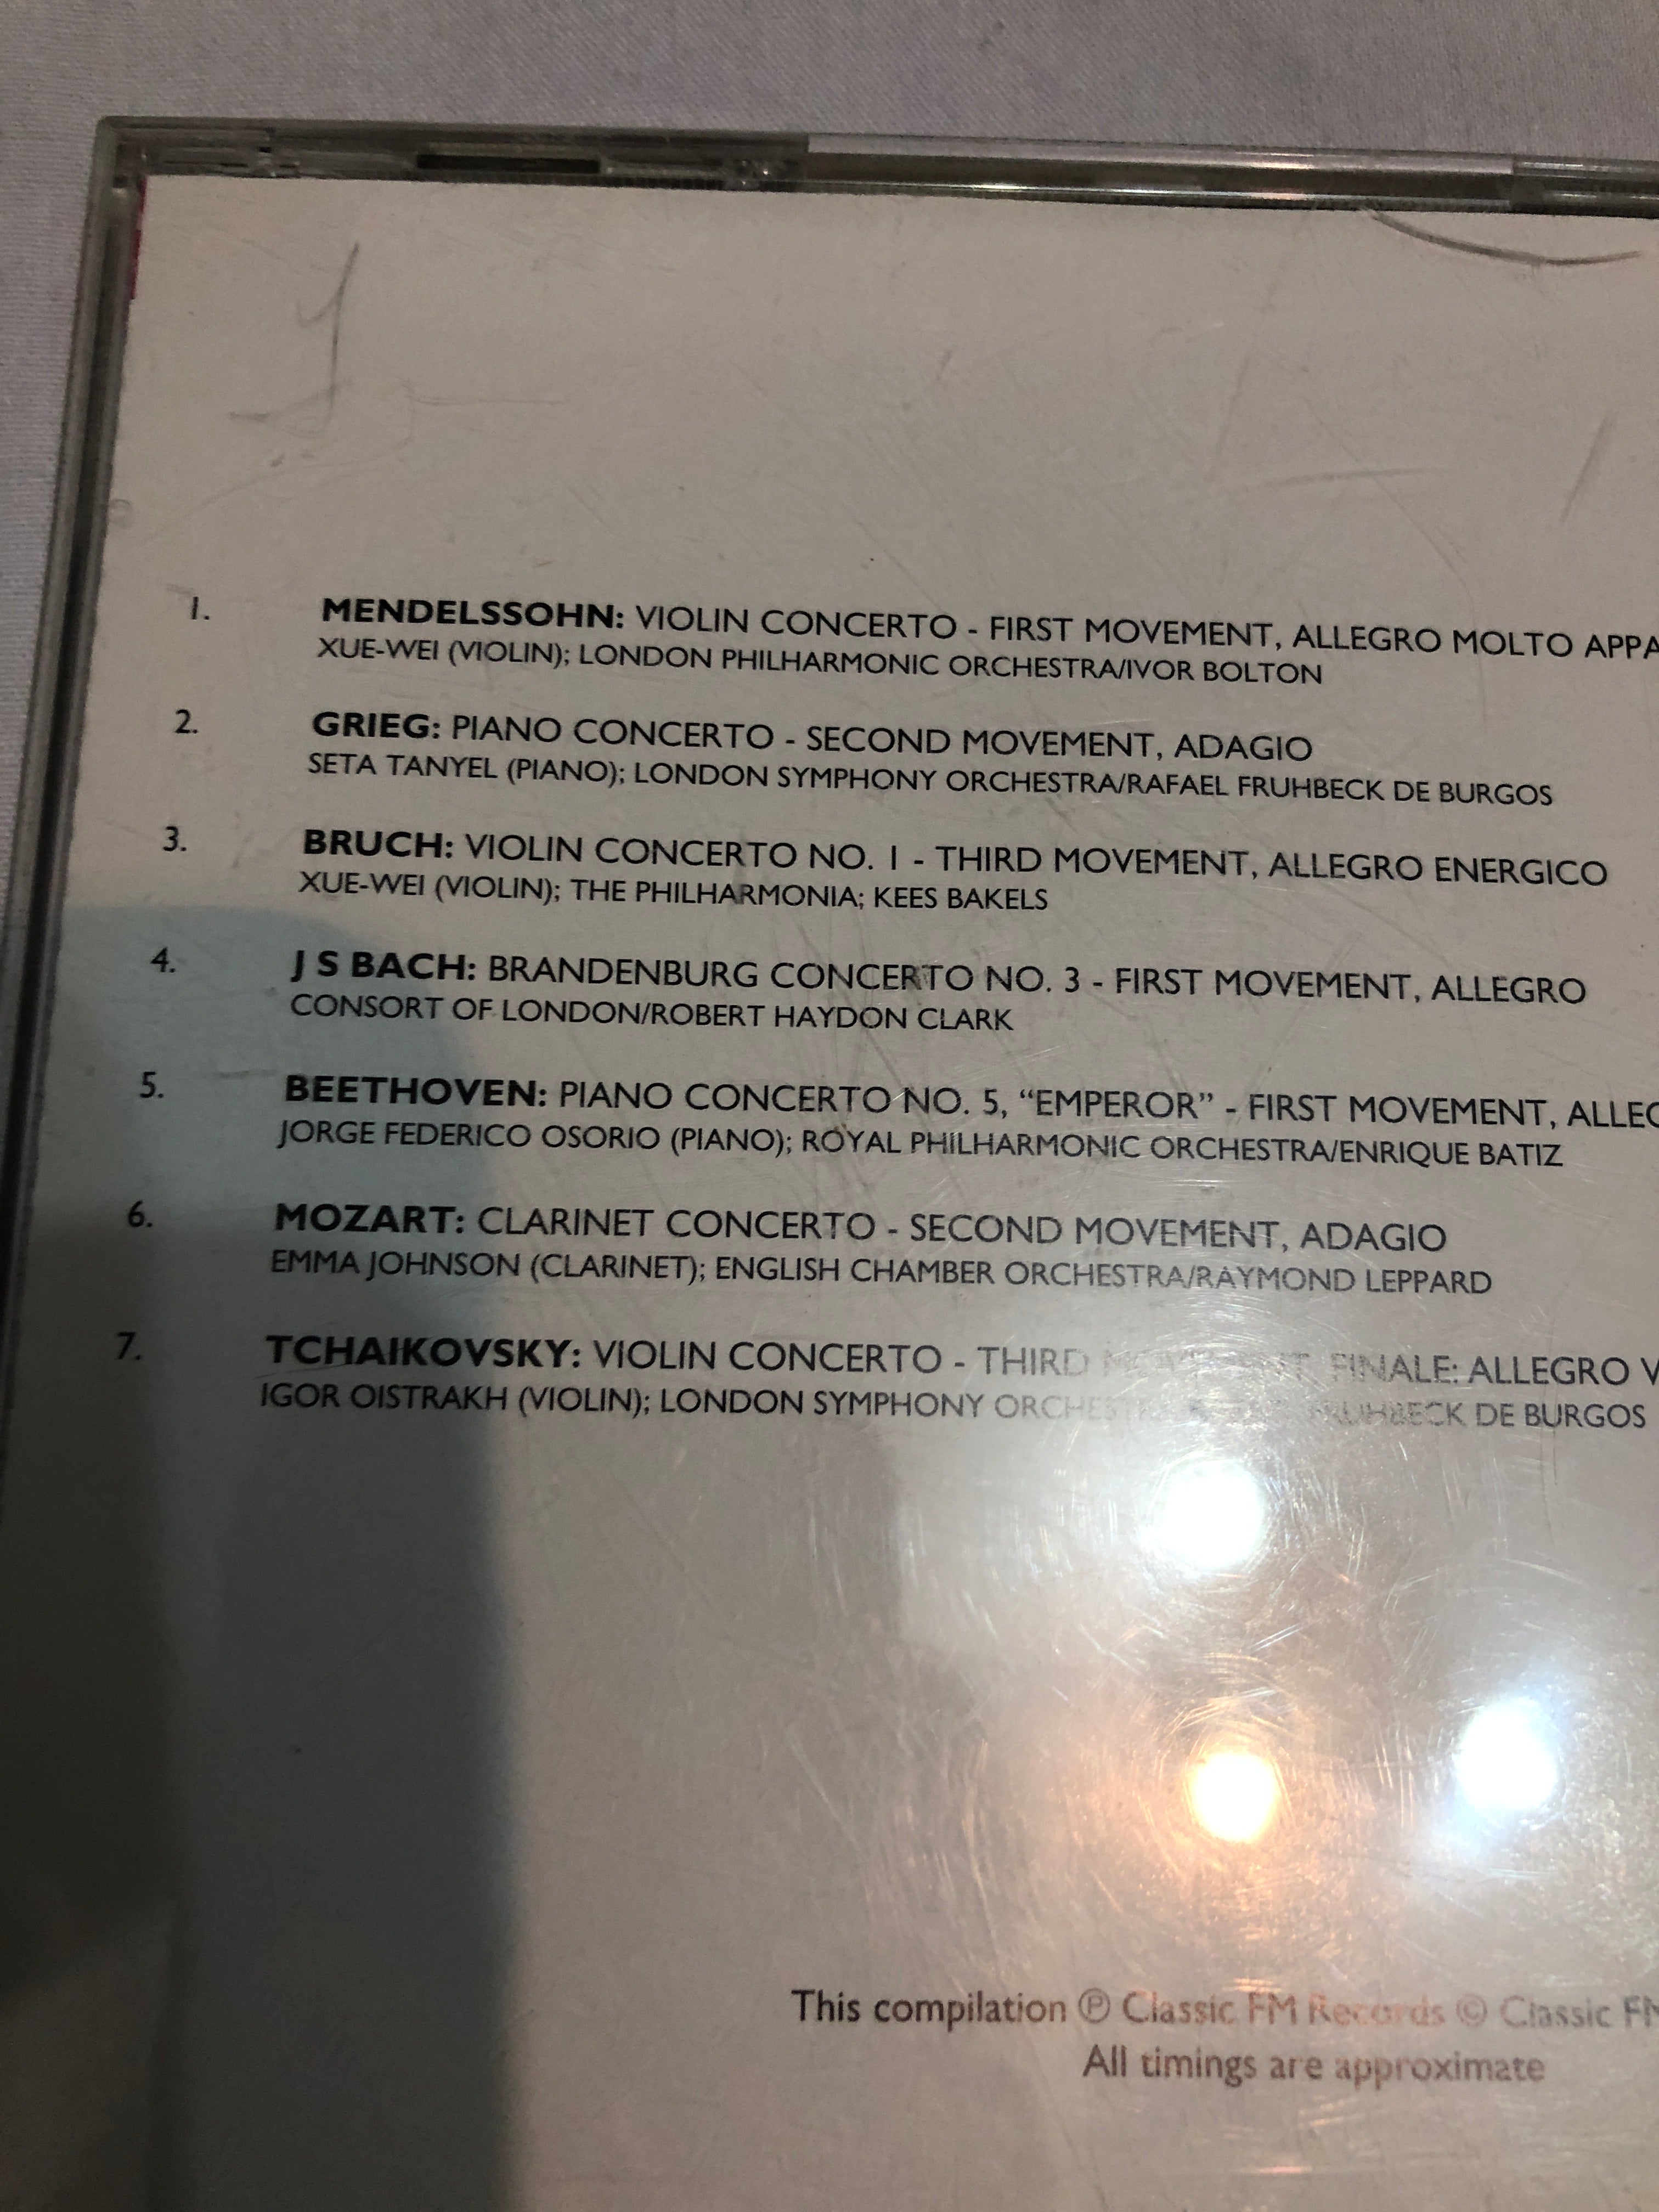 1. MENDELSSOHN: VIOLIN CONCERTO - FIRST MOVEMENT, ALLEGRO MOLTO APPA
XUE-WEI (VIOLIN); LONDON PHILHARMONIC ORCHESTRA/IVOR BOLTON
2. GRIEG: PIANO CONCERTO - SECOND MOVEMENT, ADAGIO
SETA TANYEL (PIANO); LONDON SYMPHONY ORCHESTRA/RAFAEL FRUHBECK DE BURGOS
3. BRUCH: VIOLIN CONCERTO NO. 1 - THIRD MOVEMENT, ALLEGRO ENERGICO
XUE-WEI (VIOLIN); THE PHILHARMONIA; KEES BAKELS
4. J S BACH: BRANDENBURG CONCERTO NO. 3 - FIRST MOVEMENT, ALLEGRO
CONSORT OF LONDON/ROBERT HAYDON CLARK
5. BEETHOVEN: PIANO CONCERTO NO. 5, “EMPEROR” - FIRST MOVEMENT, ALLEG
JORGE FEDERICO OSORIO (PIANO); ROYAL PHILHARMONIC ORCHESTRA/ENRIQUE BATIZ
6. MOZART: CLARINET CONCERTO - SECOND MOVEMENT, ADAGIO
EMMA JOHNSON (CLARINET); ENGLISH CHAMBER ORCHESTRA/RAYMOND LEPPARD
7. TCHAIKOVSKY: VIOLIN CONCERTO - THIRD FINALE: ALLEGRO V
IGOR OISTRAKH (VIOLIN); LONDON SYMPHONY FRUHBECK DE BURGOS
This compilation ℗ Classic FM Records © Classic FM
All timings are approximate